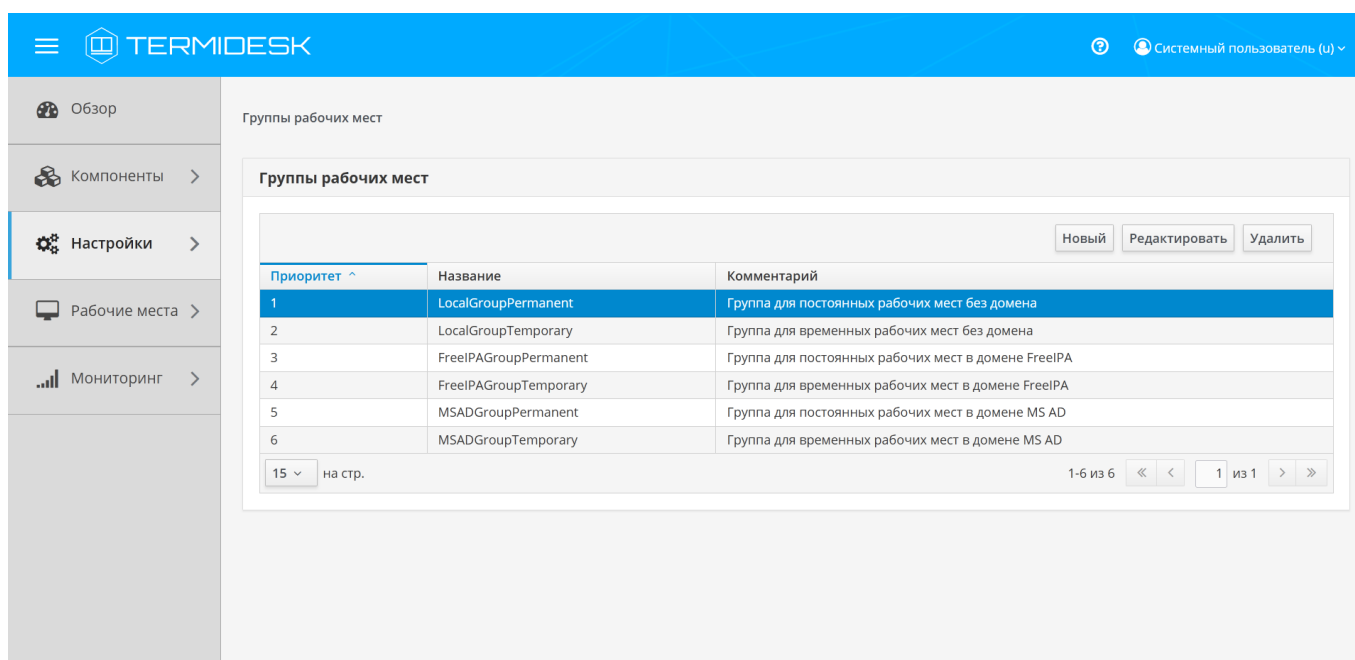 TERMIDESK
Системный пользователь (u)
Обзор
Компоненты
Настройки
Рабочие места
Мониторинг
Группы рабочих мест
Группы рабочих мест
Новый Редактировать Удалить
Приоритет Название Комментарий
1 LocalGroupPermanent Группа для постоянных рабочих мест без домена
2 LocalGroupTemporary Группа для временных рабочих мест без домена
3 FreeIPAGroupPermanent Группа для постоянных рабочих мест в домене FreeIPA
4 FreeIPAGroupTemporary Группа для временных рабочих мест в домене FreeIPA
5 MSADGroupPermanent Группа для постоянных рабочих мест в домене MS AD
6 MSADGroupTemporary Группа для временных рабочих мест в домене MS AD
15 на стр. 1-6 из 6 1 из 1